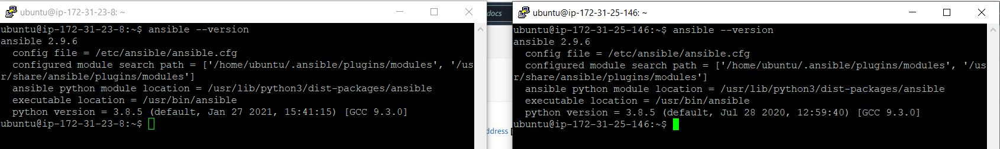 ubuntu@ip-172-31-23-8: ~
ubuntu@ip-172-31-23-8:~$ ansible --version
ansible 2.9.6
  config file = /etc/ansible/ansible.cfg
  configured module search path = ['/home/ubuntu/.ansible/plugins/modules', '/us
r/share/ansible/plugins/modules']
  ansible python module location = /usr/lib/python3/dist-packages/ansible
  executable location = /usr/bin/ansible
  python version = 3.8.5 (default, Jan 27 2021, 15:41:15) [GCC 9.3.0]
ubuntu@ip-172-31-23-8:~$
docs
ddress [
ubuntu@ip-172-31-25-146: ~
ubuntu@ip-172-31-25-146:~$ ansible --version
ansible 2.9.6
  config file = /etc/ansible/ansible.cfg
  configured module search path = ['/home/ubuntu/.ansible/plugins/modules', '/us
r/share/ansible/plugins/modules']
  ansible python module location = /usr/lib/python3/dist-packages/ansible
  executable location = /usr/bin/ansible
  python version = 3.8.5 (default, Jul 28 2020, 12:59:40) [GCC 9.3.0]
ubuntu@ip-172-31-25-146:~$